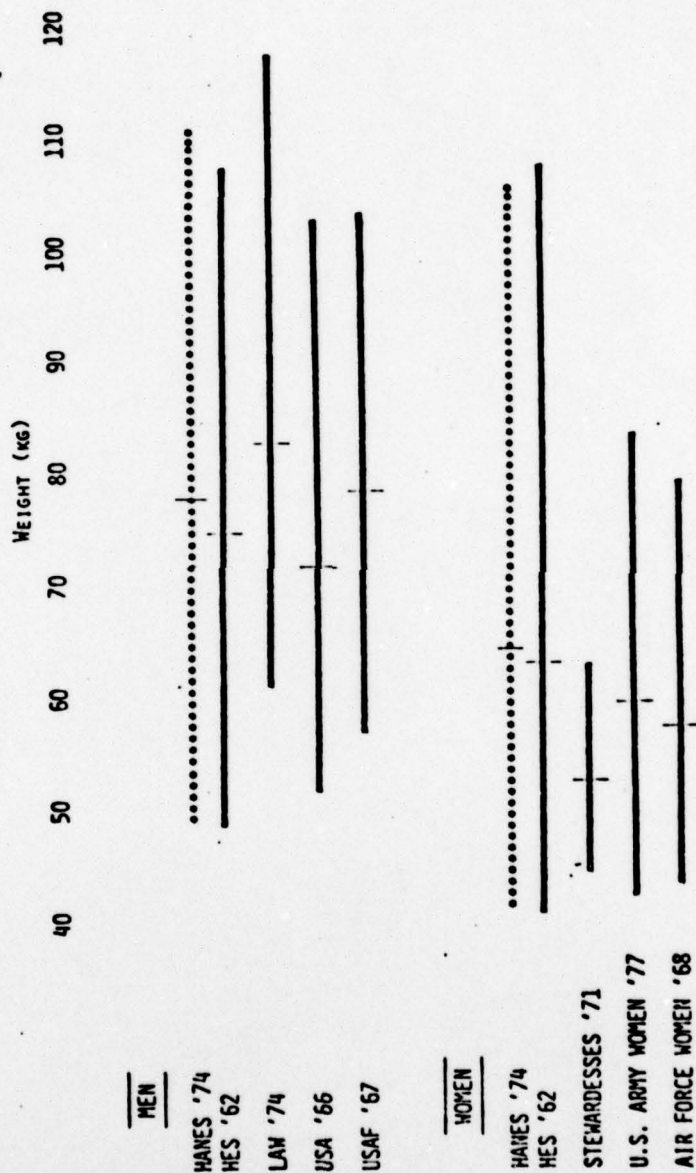 WEIGHT (KG)
40 50 60 70 80 90 100 110 120
MEN
HANES '74
HES '62
LAW '74
USA '66
USAF '67
WOMEN
HANES '74
HES '62
STEWARDESSES '71
U.S. ARMY WOMEN '77
AIR FORCE WOMEN '68